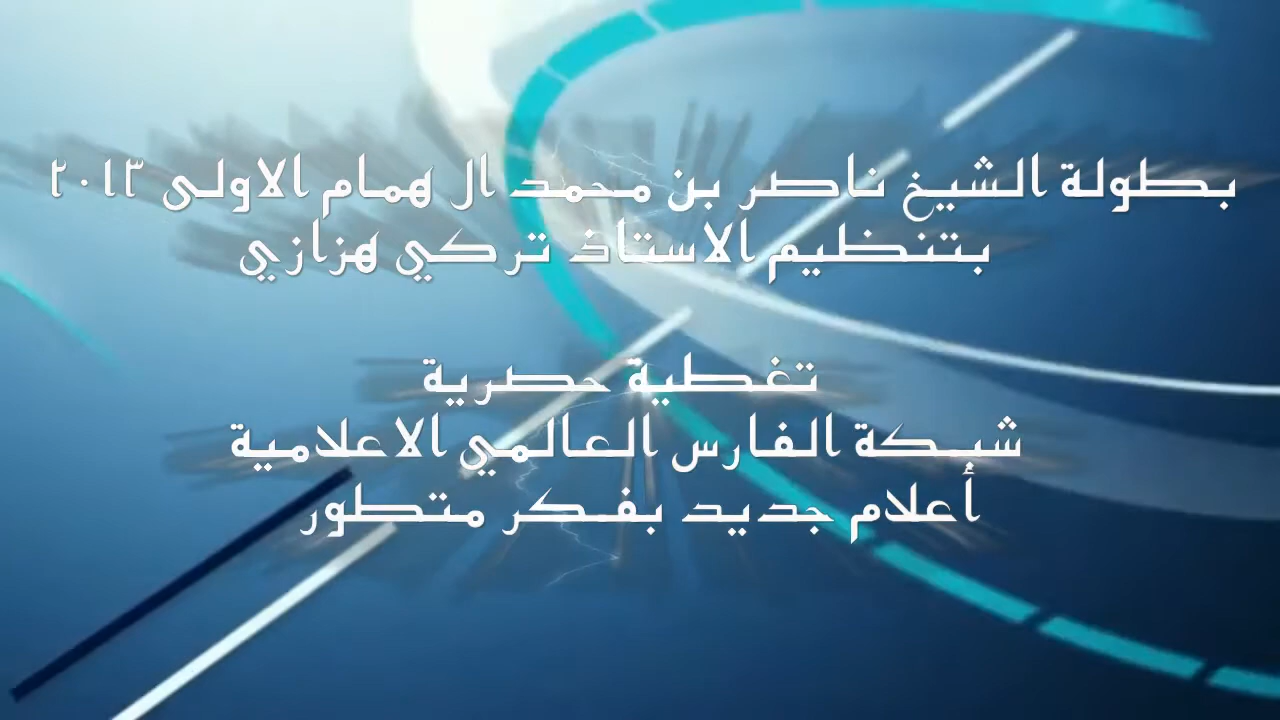 بطولة الشيخ ناصر بن محمد ال همام الاولى ٢٠١٣
بتنظيم الاستاذ تركي هزازي
تغطية حصرية
شبكة الفارس العالمي الاعلامية
أعلام جديد بفكر متطور